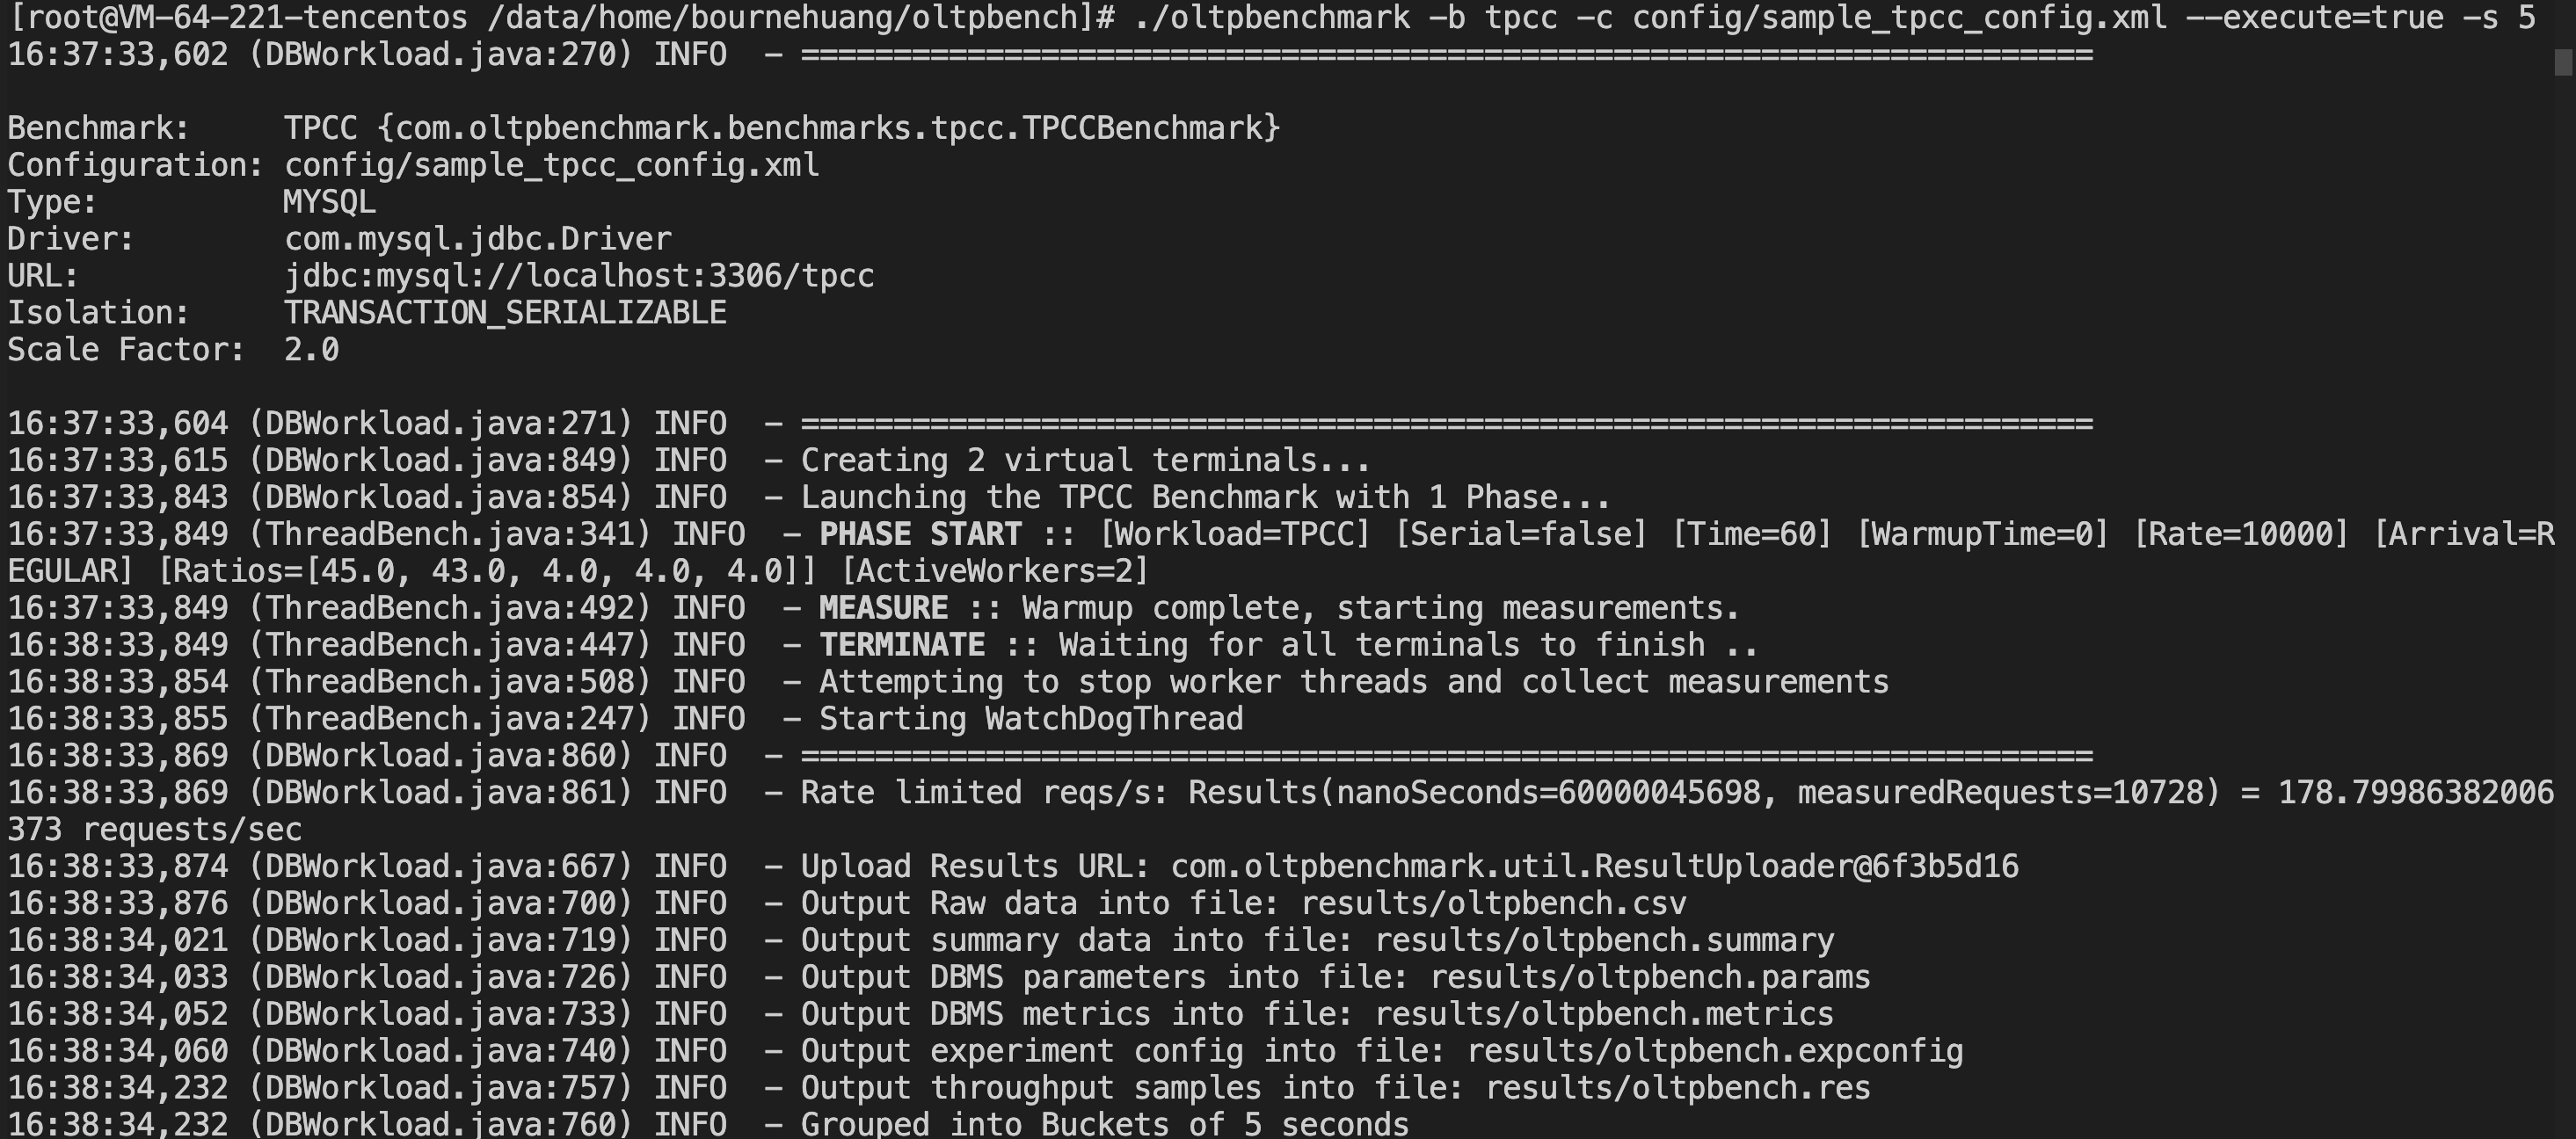 [root@VM-64-221-tencentos /data/home/bournehuang/oltpbench]# ./oltpbenchmark -b tpcc -c config/sample_tpcc_config.xml --execute=true -s 5
16:37:33,602 (DBWorkload.java:270) INFO  - ======================================================================

Benchmark:     TPCC {com.oltpbenchmark.benchmarks.tpcc.TPCCBenchmark}
Configuration: config/sample_tpcc_config.xml
Type:          MYSQL
Driver:        com.mysql.jdbc.Driver
URL:           jdbc:mysql://localhost:3306/tpcc
Isolation:     TRANSACTION_SERIALIZABLE
Scale Factor:  2.0

16:37:33,604 (DBWorkload.java:271) INFO  - ======================================================================
16:37:33,615 (DBWorkload.java:849) INFO  - Creating 2 virtual terminals...
16:37:33,843 (DBWorkload.java:854) INFO  - Launching the TPCC Benchmark with 1 Phase...
16:37:33,849 (ThreadBench.java:341) INFO  - PHASE START :: [Workload=TPCC] [Serial=false] [Time=60] [WarmupTime=0] [Rate=10000] [Arrival=R
EGULAR] [Ratios=[45.0, 43.0, 4.0, 4.0, 4.0]] [ActiveWorkers=2]
16:37:33,849 (ThreadBench.java:492) INFO  - MEASURE :: Warmup complete, starting measurements.
16:38:33,849 (ThreadBench.java:447) INFO  - TERMINATE :: Waiting for all terminals to finish ..
16:38:33,854 (ThreadBench.java:508) INFO  - Attempting to stop worker threads and collect measurements
16:38:33,855 (ThreadBench.java:247) INFO  - Starting WatchDogThread
16:38:33,869 (DBWorkload.java:860) INFO  - ======================================================================
16:38:33,869 (DBWorkload.java:861) INFO  - Rate limited reqs/s: Results(nanoSeconds=60000045698, measuredRequests=10728) = 178.79986382006
373 requests/sec
16:38:33,874 (DBWorkload.java:667) INFO  - Upload Results URL: com.oltpbenchmark.util.ResultUploader@6f3b5d16
16:38:33,876 (DBWorkload.java:700) INFO  - Output Raw data into file: results/oltpbench.csv
16:38:34,021 (DBWorkload.java:719) INFO  - Output summary data into file: results/oltpbench.summary
16:38:34,033 (DBWorkload.java:726) INFO  - Output DBMS parameters into file: results/oltpbench.params
16:38:34,052 (DBWorkload.java:733) INFO  - Output DBMS metrics into file: results/oltpbench.metrics
16:38:34,060 (DBWorkload.java:740) INFO  - Output experiment config into file: results/oltpbench.expconfig
16:38:34,232 (DBWorkload.java:757) INFO  - Output throughput samples into file: results/oltpbench.res
16:38:34,232 (DBWorkload.java:760) INFO  - Grouped into Buckets of 5 seconds